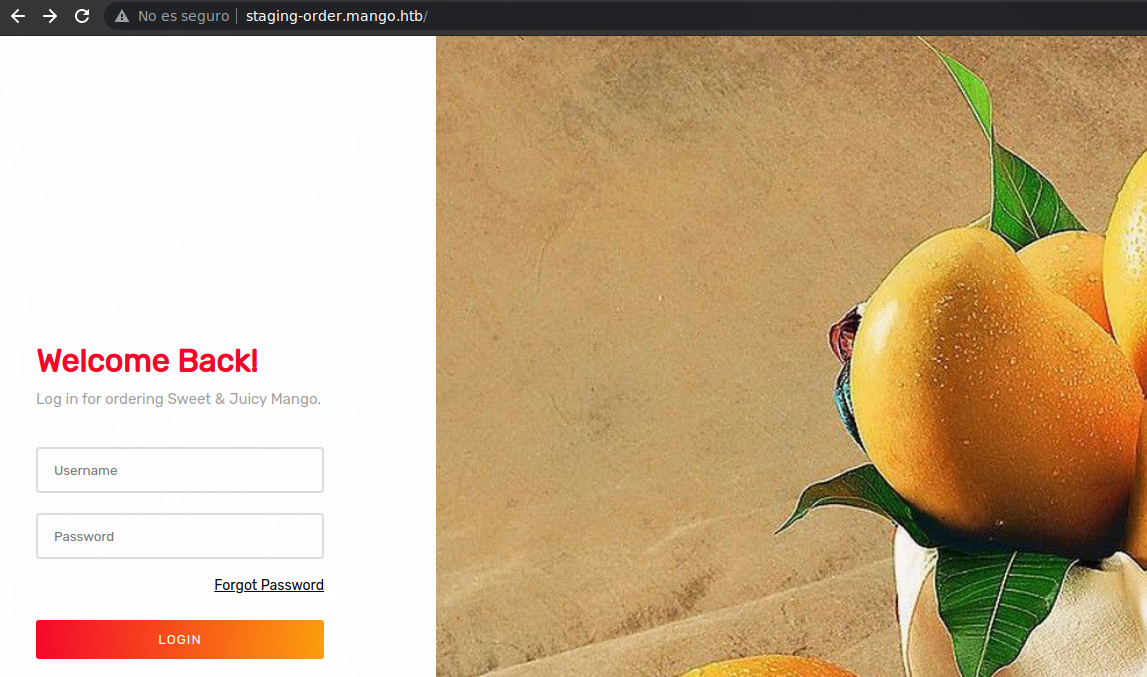 No es seguro | staging-order.mango.htb/
Welcome Back!
Log in for ordering Sweet & Juicy Mango.
Username
Password
Forgot Password
LOGIN